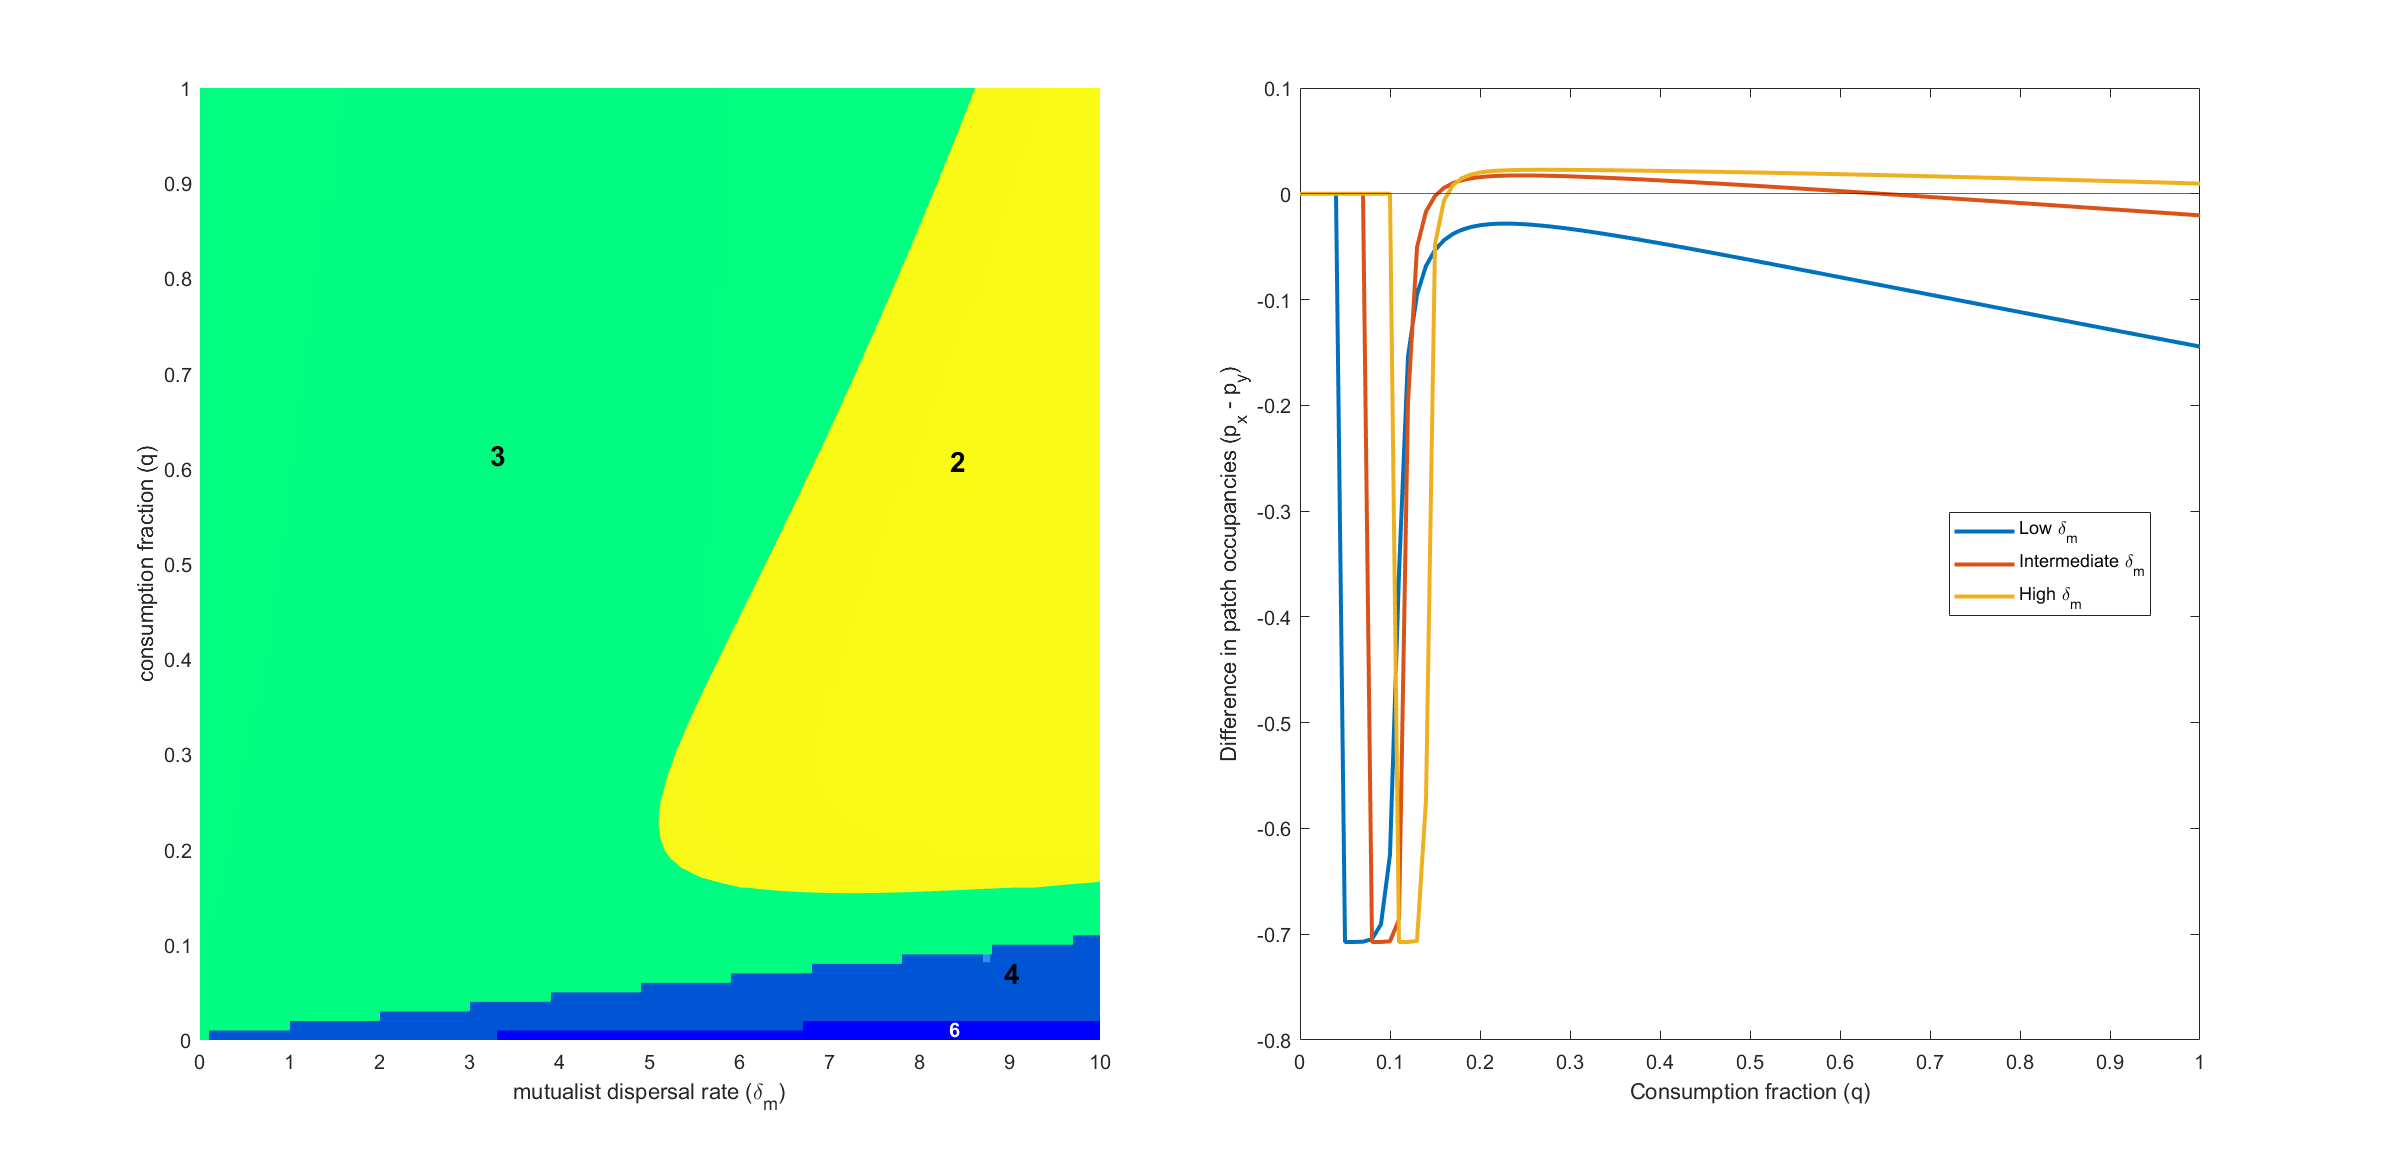 1
0.9
0.8
0.7
0.6
0.5
0.4
0.3
0.2
0.1
0
consumption fraction (q)
3
2
4
6
0 1 2 3 4 5 6 7 8 9 10
mutualist dispersal rate (δm)
0.1
0
-0.1
-0.2
-0.3
-0.4
-0.5
-0.6
-0.7
-0.8
Difference in patch occupancies (px - py)
Low δm
Intermediate δm
High δm
0 0.1 0.2 0.3 0.4 0.5 0.6 0.7 0.8 0.9 1
Consumption fraction (q)